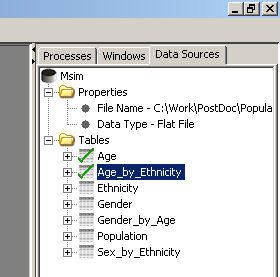 Processes Windows Data Sources
Msim
Properties
File Name - C:\Work\PostDoc\Popula
Data Type - Flat File
Tables
Age
Age_by_Ethnicity
Ethnicity
Gender
Gender_by_Age
Population
Sex_by_Ethnicity